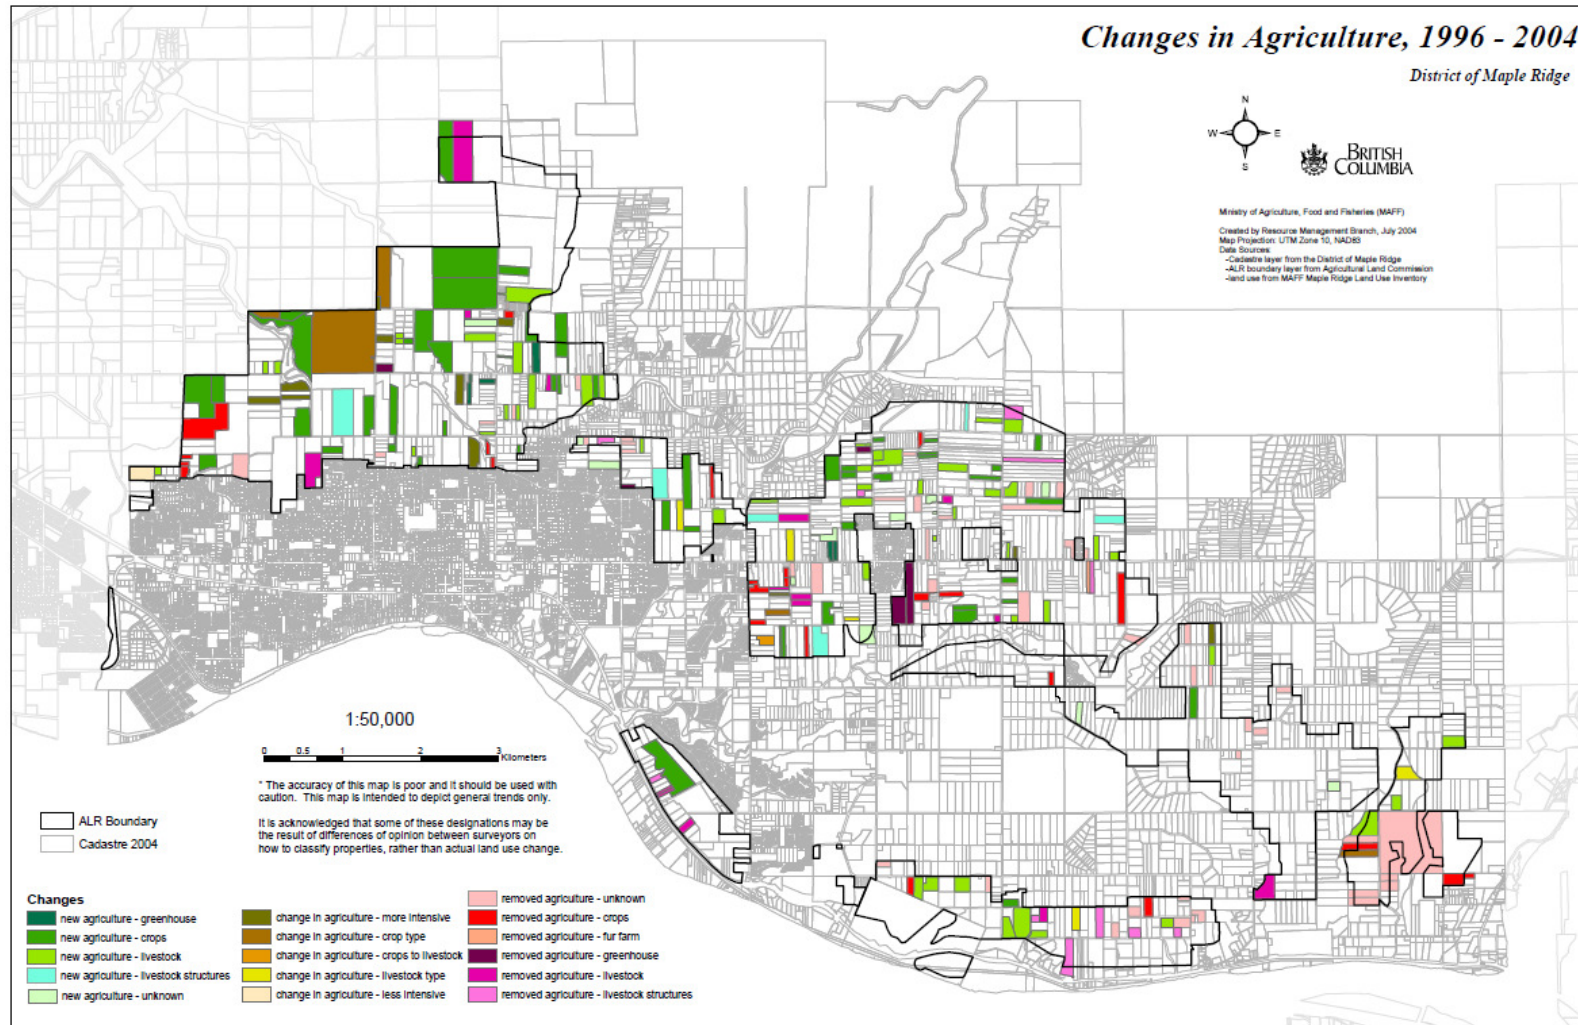 Changes in Agriculture, 1996 - 2004
District of Maple Ridge
N
W
E
S
BRITISH
COLUMBIA
Ministry of Agriculture, Food and Fisheries (MAFF)
Created by Resource Management Branch, July 2004
Map Projection: UTM Zone 10, NAD83
Data Sources:
-Cadastre layer from the District of Maple Ridge
-ALR boundary layer from Agricultural Land Commission
-land use from MAFF Maple Ridge Land Use Inventory
1:50,000
0 0.5 1 2 3
Kilometers
* The accuracy of this map is poor and it should be used with
caution. This map is intended to depict general trends only.
It is acknowledged that some of these designations may be
the result of differences of opinion between surveyors on
how to classify properties, rather than actual land use change.
ALR Boundary
Cadastre 2004
Changes
new agriculture - greenhouse
new agriculture - crops
new agriculture - livestock
new agriculture - livestock structures
new agriculture - unknown
change in agriculture - more intensive
change in agriculture - crop type
change in agriculture - crops to livestock
change in agriculture - livestock type
change in agriculture - less intensive
removed agriculture - unknown
removed agriculture - crops
removed agriculture - fur farm
removed agriculture - greenhouse
removed agriculture - livestock
removed agriculture - livestock structures